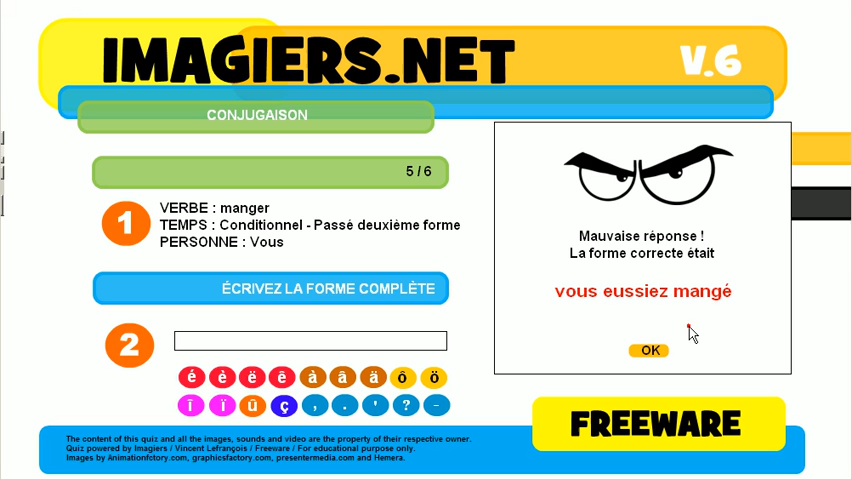 IMAGIERS.NET
V.6
CONJUGAISON
5 / 6
1
VERBE : manger
TEMPS : Conditionnel - Passé deuxième forme
PERSONNE : Vous
ÉCRIVEZ LA FORME COMPLÈTE
2
é è ë ê à â ä ô ö
î ï û ç , . ' ? -
Mauvaise réponse !
La forme correcte était
vous eussiez mangé
OK
FREEWARE
The content of this quiz and all the images, sounds and video are the property of their respective owner.
Quiz powered by Imagiers / Vincent Lefrançois / Freeware / For educational purpose only.
Images by Animationfctory.com, graphicsfactory.com, presentermedia.com and Hemera.